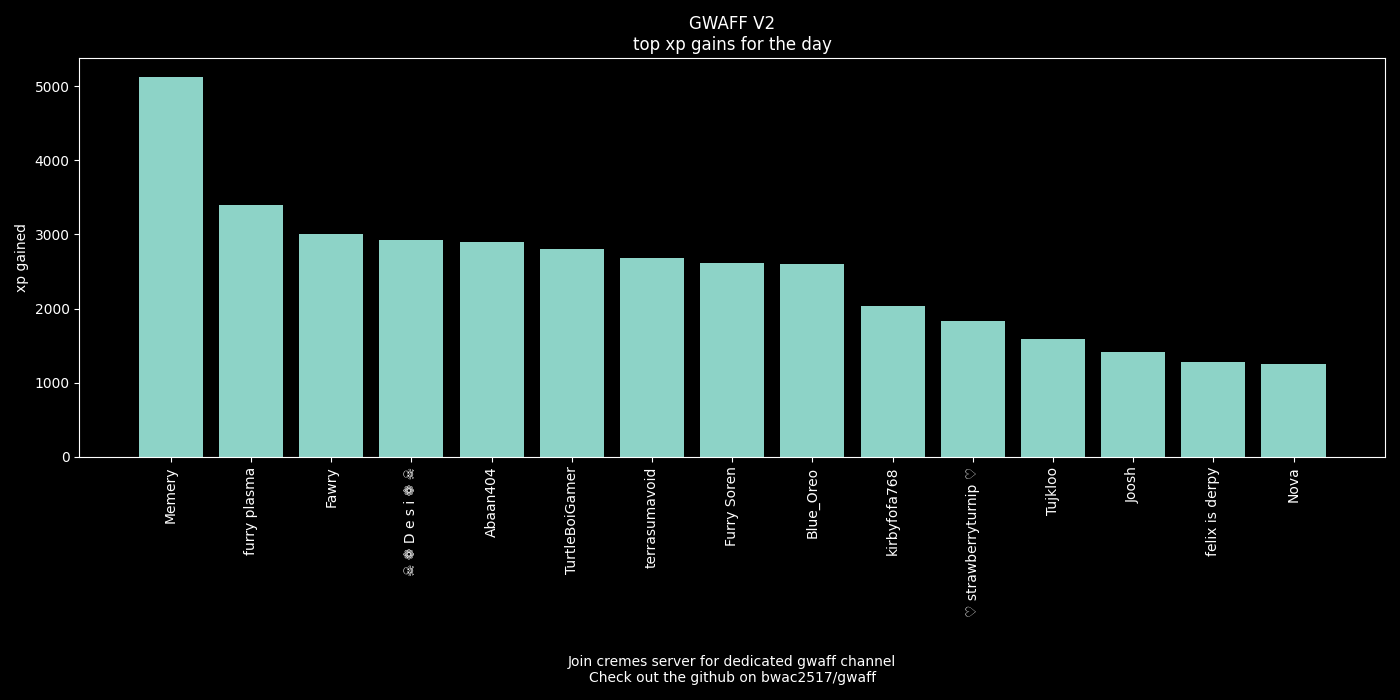 GWAFF V2
top xp gains for the day
xp gained
5000
4000
3000
2000
1000
0
Memery
furry plasma
Fawry
☠ ❁ D e s i ❁ ☠
Abaan404
TurtleBoiGamer
terrasumavoid
Furry Soren
Blue_Oreo
kirbyfofa768
♡ strawberryturnip ♡
Tujkloo
Joosh
felix is derpy
Nova
Join cremes server for dedicated gwaff channel
Check out the github on bwac2517/gwaff